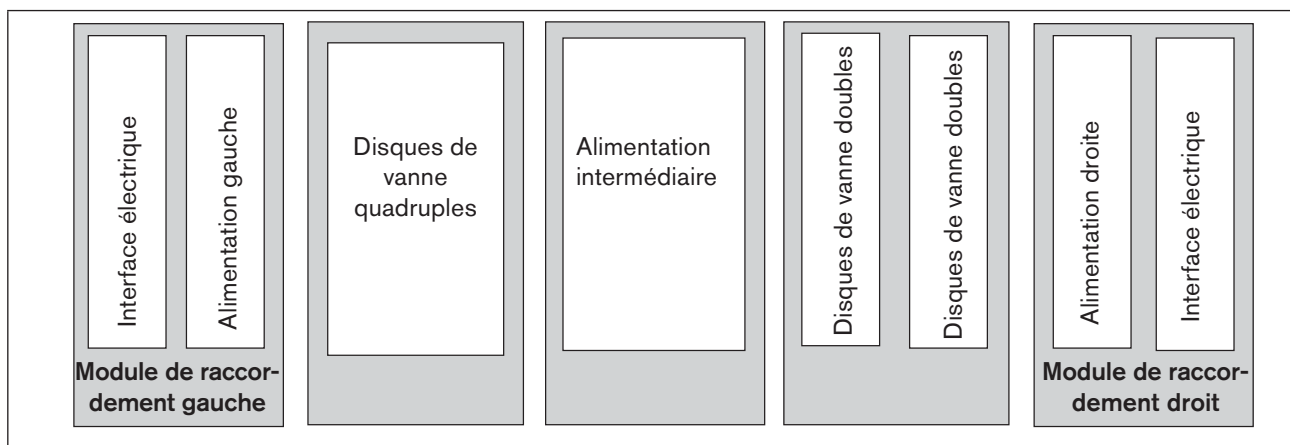 Interface électrique
Alimentation gauche
Module de raccor-
dement gauche
Disques de
vanne
quadruples
Alimentation
intermédiaire
Disques de vanne doubles
Disques de vanne doubles
Alimentation droite
Interface électrique
Module de raccor-
dement droit